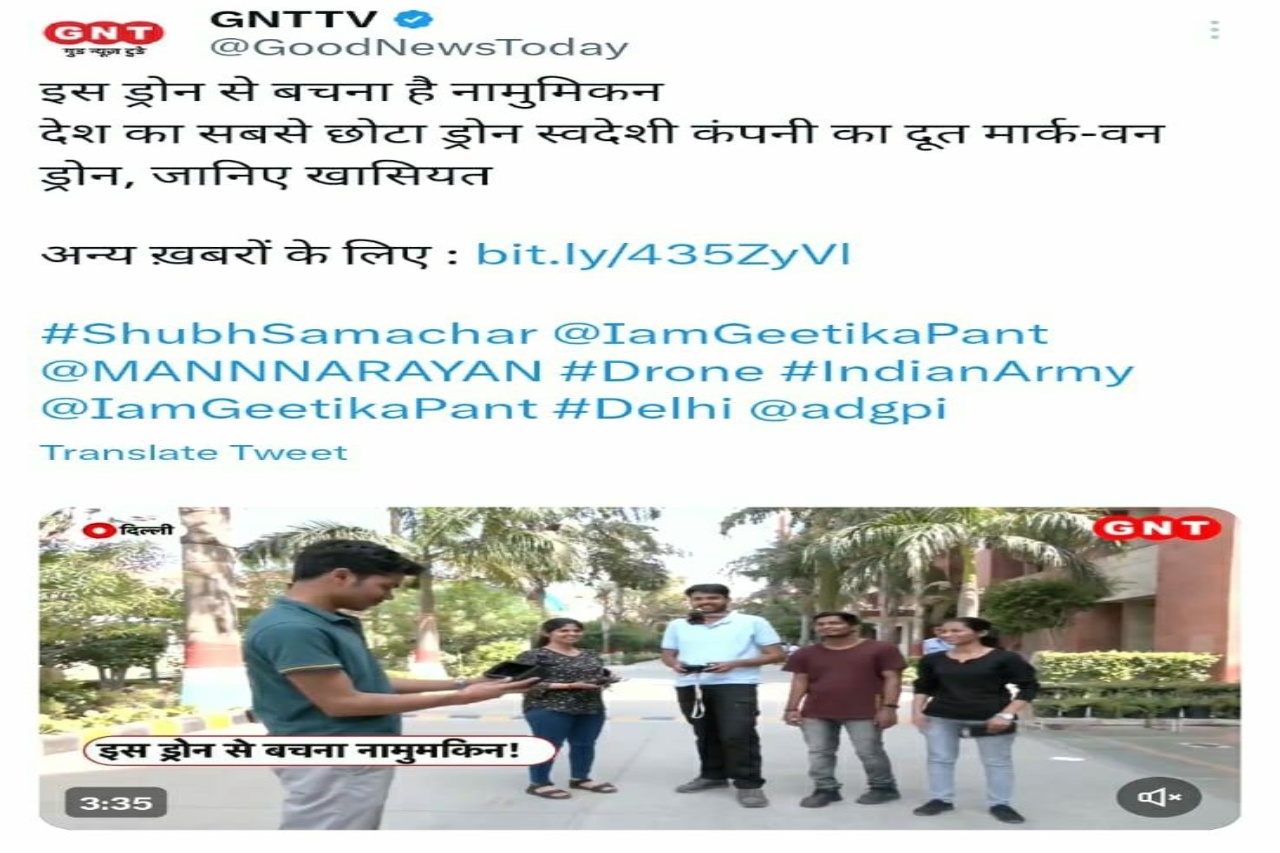 GNT
गुड न्यूज़ टुडे
GNTTV
@GoodNewsToday
इस ड्रोन से बचना है नामुमिकन
देश का सबसे छोटा ड्रोन स्वदेशी कंपनी का दूत मार्क-वन
ड्रोन, जानिए खासियत
अन्य ख़बरों के लिए : bit.ly/435ZyVl
#ShubhSamachar @IamGeetikaPant
@MANNNARAYAN #Drone #IndianArmy
@IamGeetikaPant #Delhi @adgpi
Translate Tweet
दिल्ली
GNT
इस ड्रोन से बचना नामुमकिन!
3:35